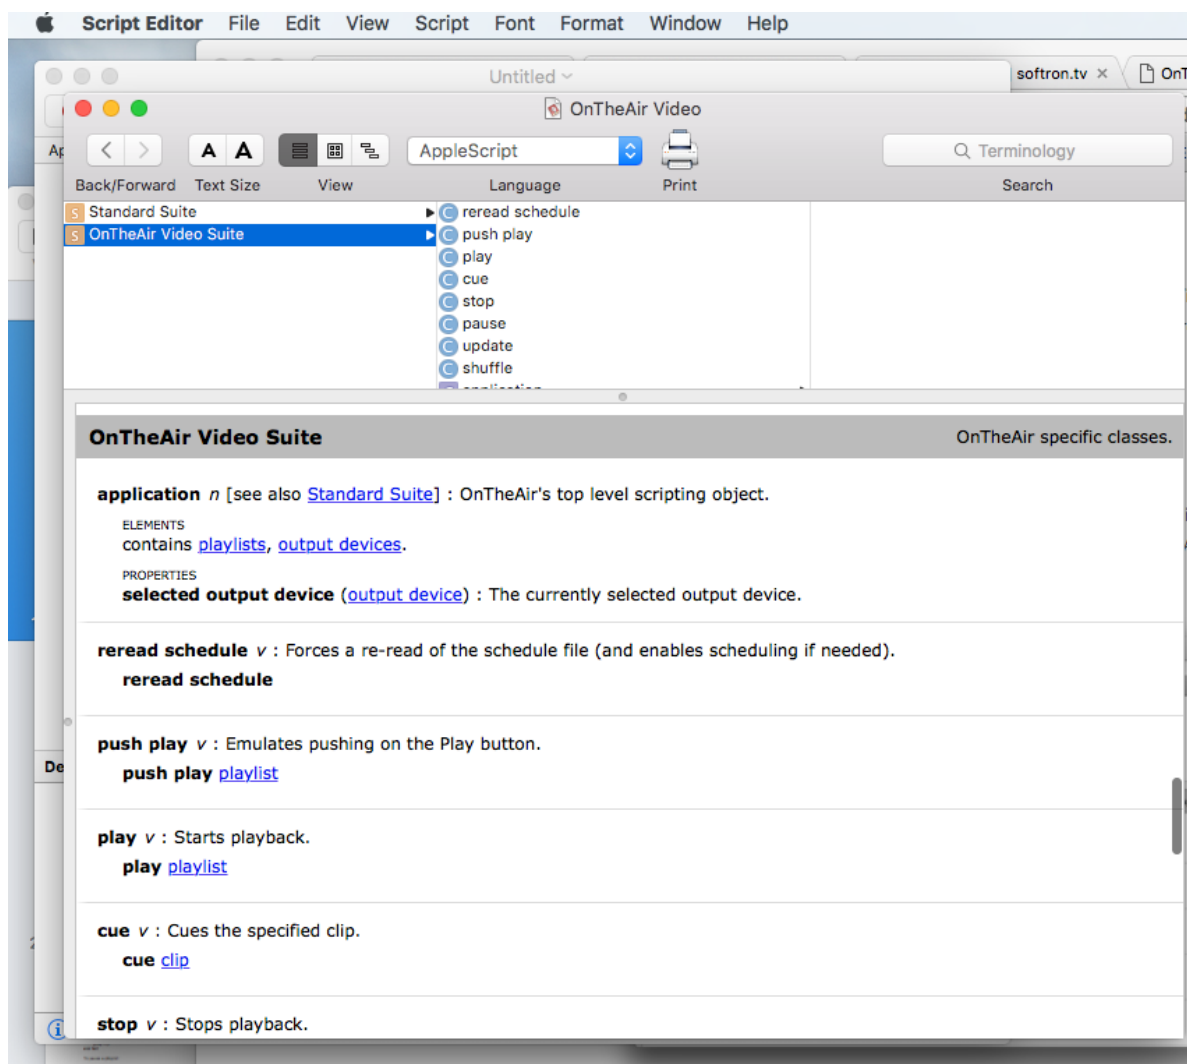 Script Editor File Edit View Script Font Format Window Help
Untitled
softron.tv
OnTheAir Video
AppleScript
Terminology
Back/Forward Text Size View Language Print Search
Standard Suite
OnTheAir Video Suite
reread schedule
push play
play
cue
stop
pause
update
shuffle
OnTheAir Video Suite OnTheAir specific classes.
application n [see also Standard Suite] : OnTheAir's top level scripting object.
ELEMENTS
contains playlists, output devices.
PROPERTIES
selected output device (output device) : The currently selected output device.
reread schedule v : Forces a re-read of the schedule file (and enables scheduling if needed).
reread schedule
push play v : Emulates pushing on the Play button.
push play playlist
play v : Starts playback.
play playlist
cue v : Cues the specified clip.
cue clip
stop v : Stops playback.